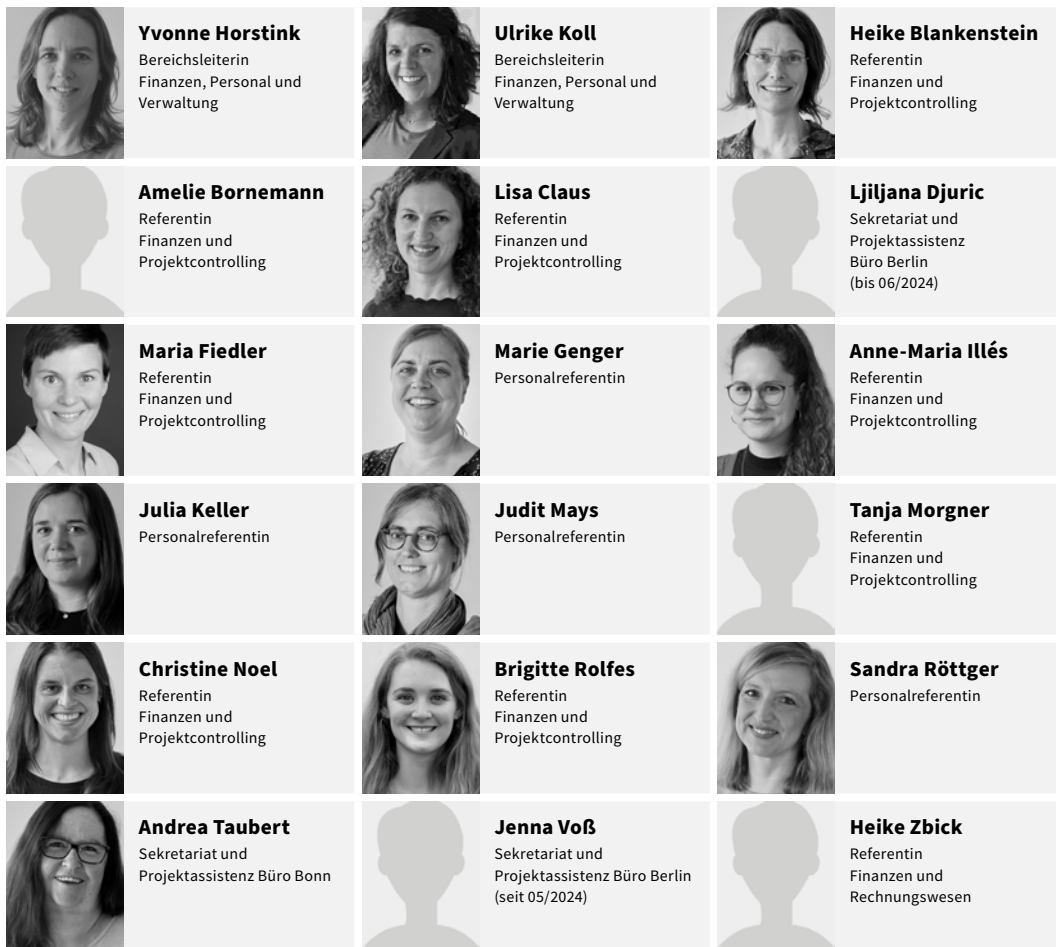 Yvonne Horstink
Bereichsleiterin
Finanzen, Personal und
Verwaltung
Ulrike Koll
Bereichsleiterin
Finanzen, Personal und
Verwaltung
Heike Blankenstein
Referentin
Finanzen und
Projektcontrolling
Amelie Bornemann
Referentin
Finanzen und
Projektcontrolling
Lisa Claus
Referentin
Finanzen und
Projektcontrolling
Ljiljana Djuric
Sekretariat und
Projektassistenz
Büro Berlin
(bis 06/2024)
Maria Fiedler
Referentin
Finanzen und
Projektcontrolling
Marie Genger
Personalreferentin
Anne-Maria Illés
Referentin
Finanzen und
Projektcontrolling
Julia Keller
Personalreferentin
Judit Mays
Personalreferentin
Tanja Morgner
Referentin
Finanzen und
Projektcontrolling
Christine Noel
Referentin
Finanzen und
Projektcontrolling
Brigitte Rolfes
Referentin
Finanzen und
Projektcontrolling
Sandra Röttger
Personalreferentin
Andrea Taubert
Sekretariat und
Projektassistenz Büro Bonn
Jenna Voß
Sekretariat und
Projektassistenz Büro Berlin
(seit 05/2024)
Heike Zbick
Referentin
Finanzen und
Rechnungswesen